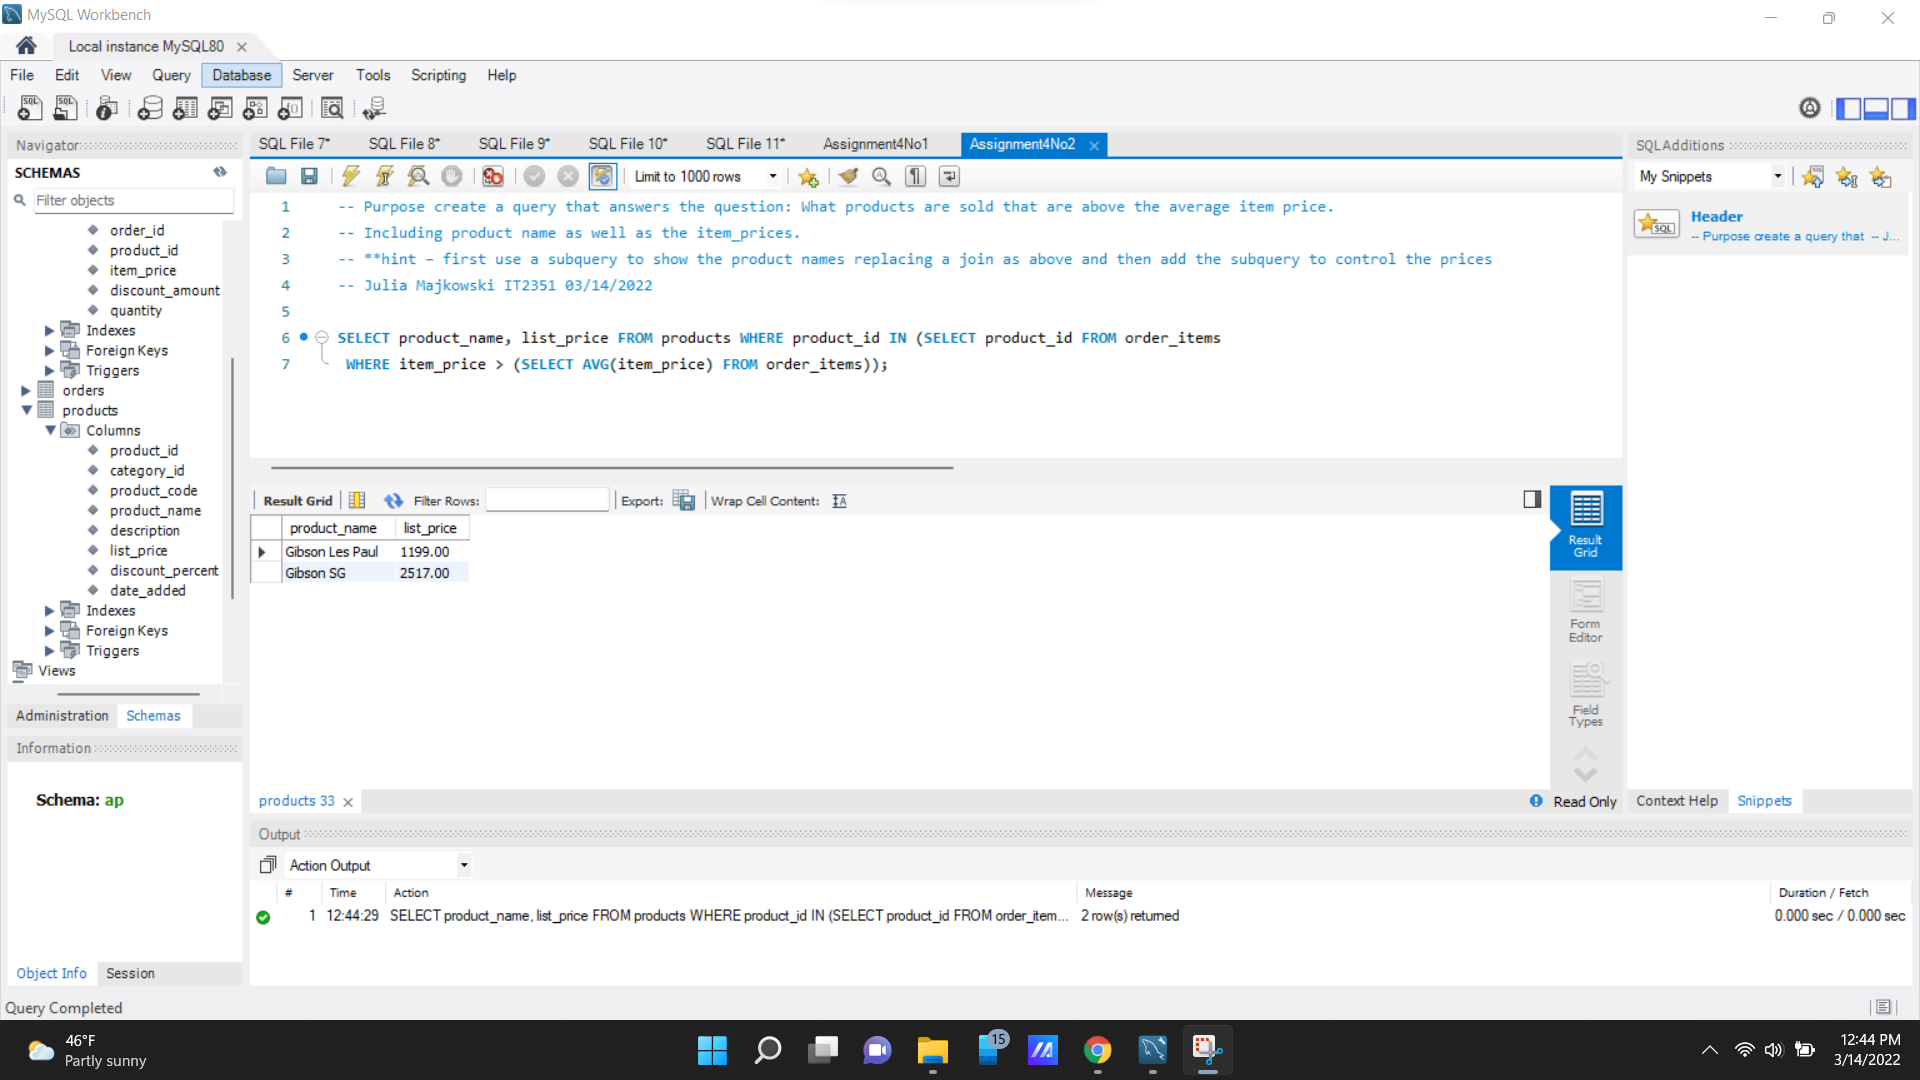 MySQL Workbench
Local instance MySQL80
File Edit View Query Database Server Tools Scripting Help
Navigator
SCHEMAS
Filter objects
order_id
product_id
item_price
discount_amount
quantity
Indexes
Foreign Keys
Triggers
orders
products
Columns
product_id
category_id
product_code
product_name
description
list_price
discount_percent
date_added
Indexes
Foreign Keys
Triggers
Views
Administration Schemas
Information
Schema: ap
Object Info Session
Query Completed
SQL File 7* SQL File 8* SQL File 9* SQL File 10* SQL File 11* Assignment4No1 Assignment4No2
Limit to 1000 rows
1 -- Purpose create a query that answers the question: What products are sold that are above the average item price.
2 -- Including product name as well as the item_prices.
3 -- **hint – first use a subquery to show the product names replacing a join as above and then add the subquery to control the prices
4 -- Julia Majkowski IT2351 03/14/2022
5
6 SELECT product_name, list_price FROM products WHERE product_id IN (SELECT product_id FROM order_items
7 WHERE item_price > (SELECT AVG(item_price) FROM order_items));
Result Grid Filter Rows: Export: Wrap Cell Content:
product_name list_price
Gibson Les Paul 1199.00
Gibson SG 2517.00
Result
Grid
Form
Editor
Field
Types
products 33
Read Only
SQLAdditions
My Snippets
SQL
Header
-- Purpose create a query that -- J...
Context Help Snippets
Output
Action Output
# Time Action Message Duration / Fetch
1 12:44:29 SELECT product_name, list_price FROM products WHERE product_id IN (SELECT product_id FROM order_item... 2 row(s) returned 0.000 sec / 0.000 sec
46°F
Partly sunny
15
12:44 PM
3/14/2022